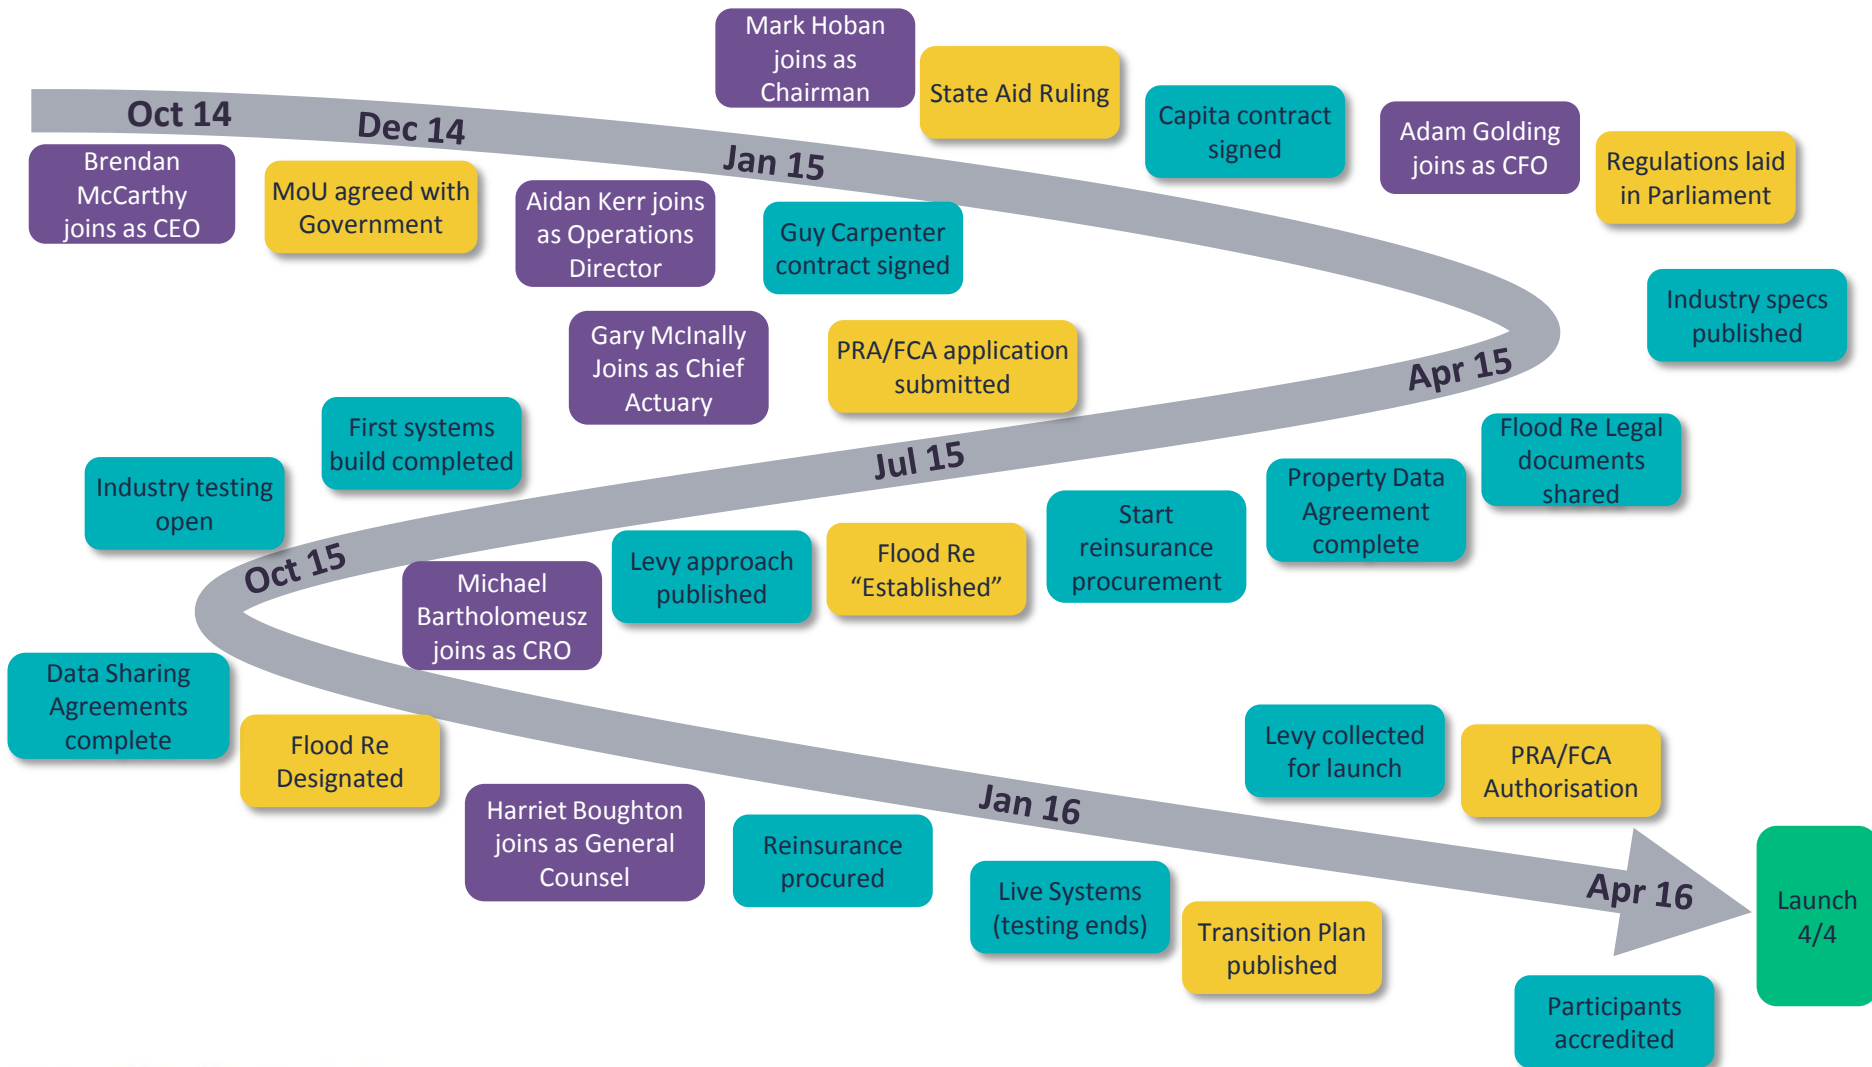 Mark Hoban
joins as
Chairman
State Aid Ruling
Capita contract
signed
Adam Golding
joins as CFO
Regulations laid
in Parliament
Oct 14
Dec 14
Jan 15
Brendan
McCarthy
joins as CEO
MoU agreed with
Government
Aidan Kerr joins
as Operations
Director
Guy Carpenter
contract signed
Industry specs
published
Gary McInally
Joins as Chief
Actuary
PRA/FCA application
submitted
Apr 15
First systems
build completed
Jul 15
Flood Re Legal
documents
shared
Industry testing
open
Property Data
Agreement
complete
Start
reinsurance
procurement
Oct 15
Michael
Bartholomeusz
joins as CRO
Levy approach
published
Flood Re
“Established”
Data Sharing
Agreements
complete
Flood Re
Designated
Levy collected
for launch
PRA/FCA
Authorisation
Harriet Boughton
joins as General
Counsel
Reinsurance
procured
Jan 16
Live Systems
(testing ends)
Transition Plan
published
Apr 16
Launch
4/4
Participants
accredited